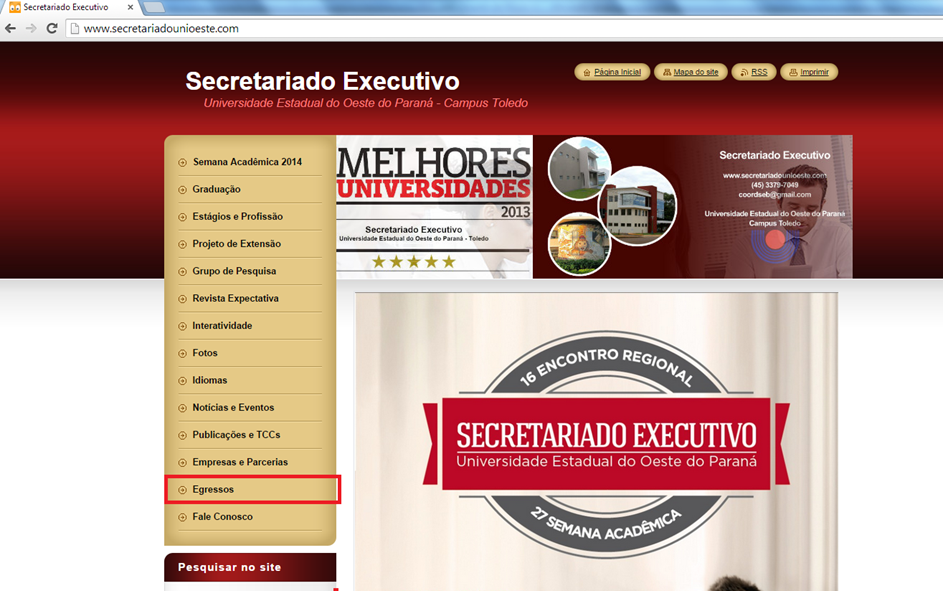 Secretariado Executivo
www.secretariadounioeste.com
Secretariado Executivo
Universidade Estadual do Oeste do Paraná - Campus Toledo
Página Inicial
Mapa do site
RSS
Imprimir
Semana Acadêmica 2014
Graduação
Estágios e Profissão
Projeto de Extensão
Grupo de Pesquisa
Revista Expectativa
Interatividade
Fotos
Idiomas
Notícias e Eventos
Publicações e TCCs
Empresas e Parcerias
Egressos
Fale Conosco
Pesquisar no site
MELHORES
UNIVERSIDADES
2013
Secretariado Executivo
Universidade Estadual do Oeste do Paraná - Toledo
Secretariado Executivo
www.secretariadounioeste.com
(45) 3379-7049
coordseb@gmail.com
Universidade Estadual do Oeste do Paraná
Campus Toledo
16 ENCONTRO REGIONAL
SECRETARIADO EXECUTIVO
Universidade Estadual do Oeste do Paraná
27 SEMANA ACADÊMICA